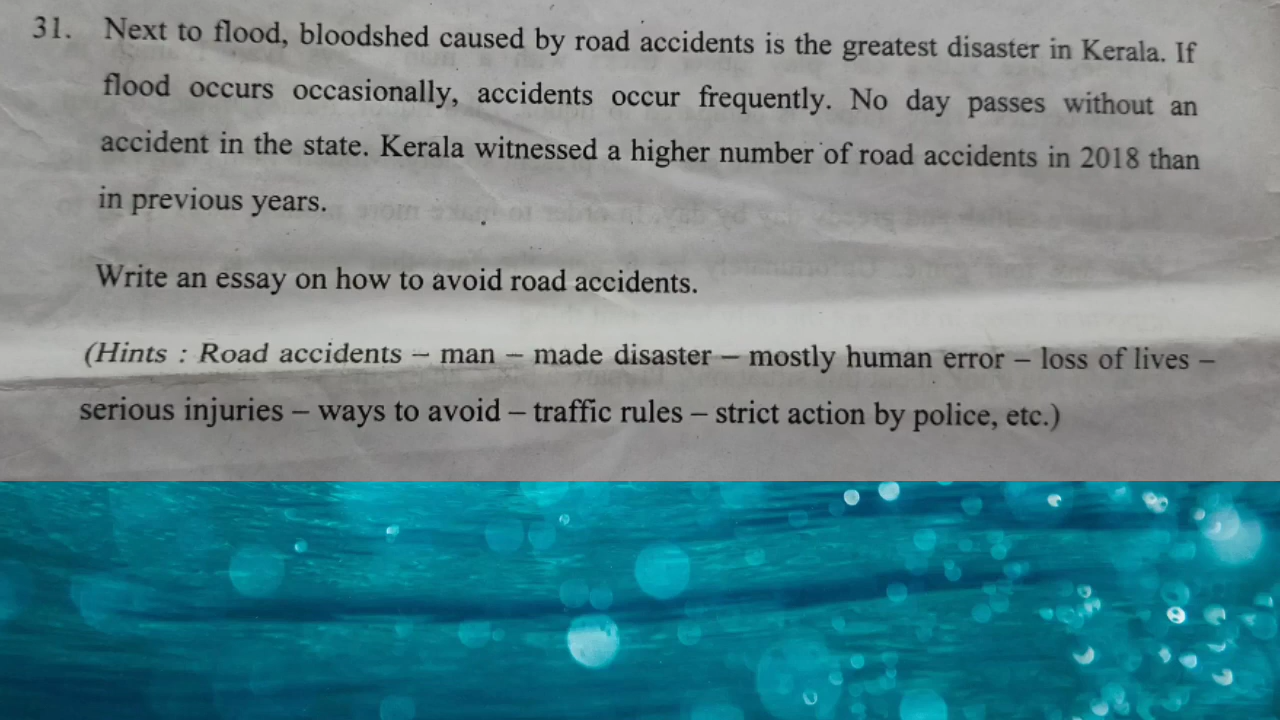 31. Next to flood, bloodshed caused by road accidents is the greatest disaster in Kerala. If
flood occurs occasionally, accidents occur frequently. No day passes without an
accident in the state. Kerala witnessed a higher number of road accidents in 2018 than
in previous years.
Write an essay on how to avoid road accidents.
(Hints : Road accidents – man – made disaster – mostly human error – loss of lives –
serious injuries – ways to avoid – traffic rules – strict action by police, etc.)